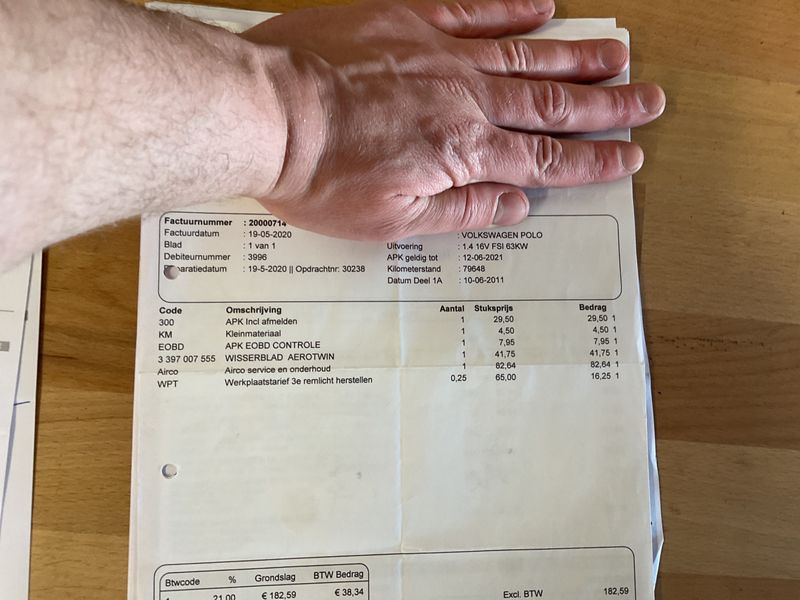 Factuurnummer : 20000714
Factuurdatum : 19-05-2020 : VOLKSWAGEN POLO
Blad : 1 van 1 Uitvoering : 1.4 16V FSI 63KW
Debiteurnummer : 3996 APK geldig tot : 12-06-2021
: 19-5-2020 || Opdrachtnr: 30238 Kilometerstand : 79648
Datum Deel 1A : 10-06-2011
Code Omschrijving Aantal Stuksprijs Bedrag
300 APK Incl afmelden 1 29,50 29,50 1
KM Kleinmateriaal 1 4,50 4,50 1
EOBD APK EOBD CONTROLE 1 7,95 7,95 1
3 397 007 555 WISSERBLAD AEROTWIN 1 41,75 41,75 1
Airco Airco service en onderhoud 1 82,64 82,64 1
WPT Werkplaatstarief 3e remlicht herstellen 0,25 65,00 16,25 1
Btwcode % Grondslag BTW Bedrag
21,00 € 182,59 € 38,34 Excl. BTW 182,59